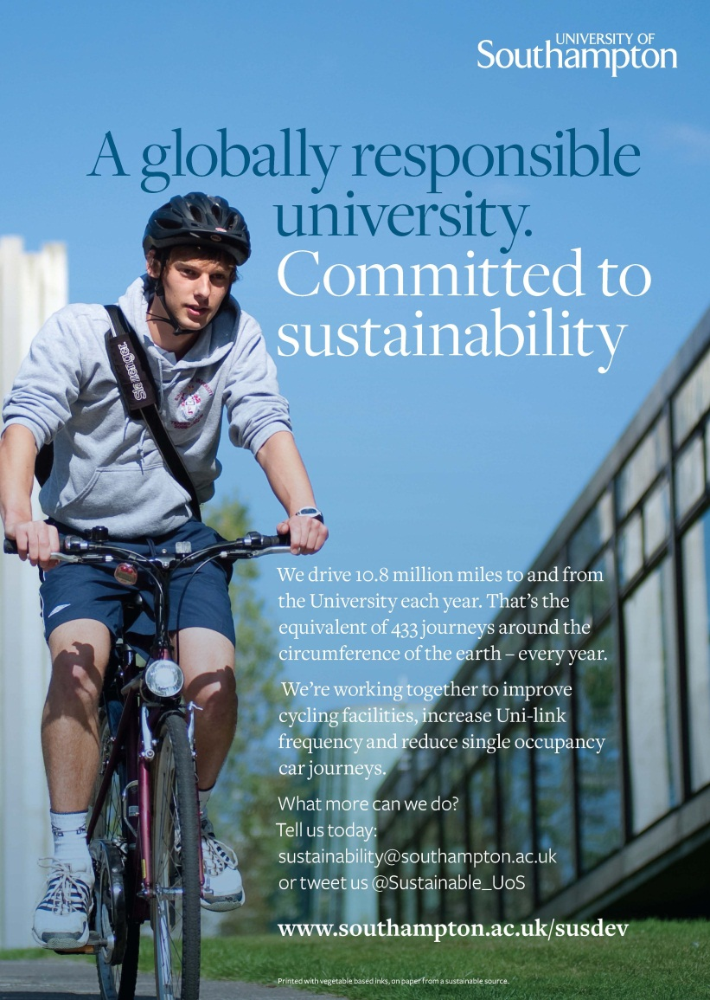 UNIVERSITY OF
Southampton
A globally responsible
university.
Committed to
sustainability
Slazenger
We drive 10.8 million miles to and from
the University each year. That's the
equivalent of 433 journeys around the
circumference of the earth – every year.
We're working together to improve
cycling facilities, increase Uni-link
frequency and reduce single occupancy
car journeys.
What more can we do?
Tell us today:
sustainability@southampton.ac.uk
or tweet us @Sustainable_UoS
www.southampton.ac.uk/susdev
Printed with vegetable based inks, on paper from a sustainable source.